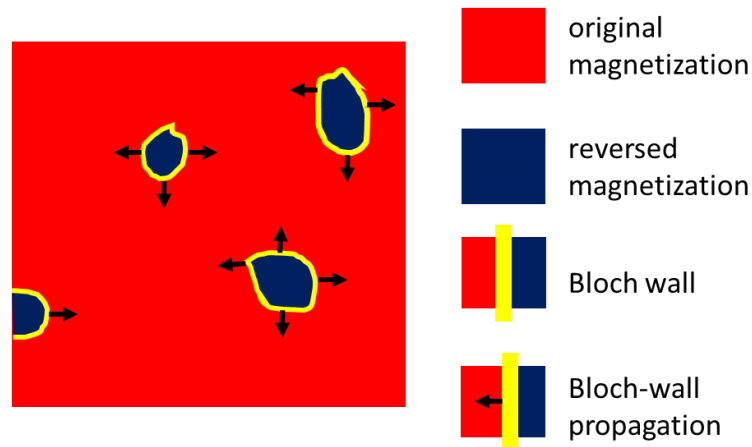 original
magnetization
reversed
magnetization
Bloch wall
Bloch-wall
propagation